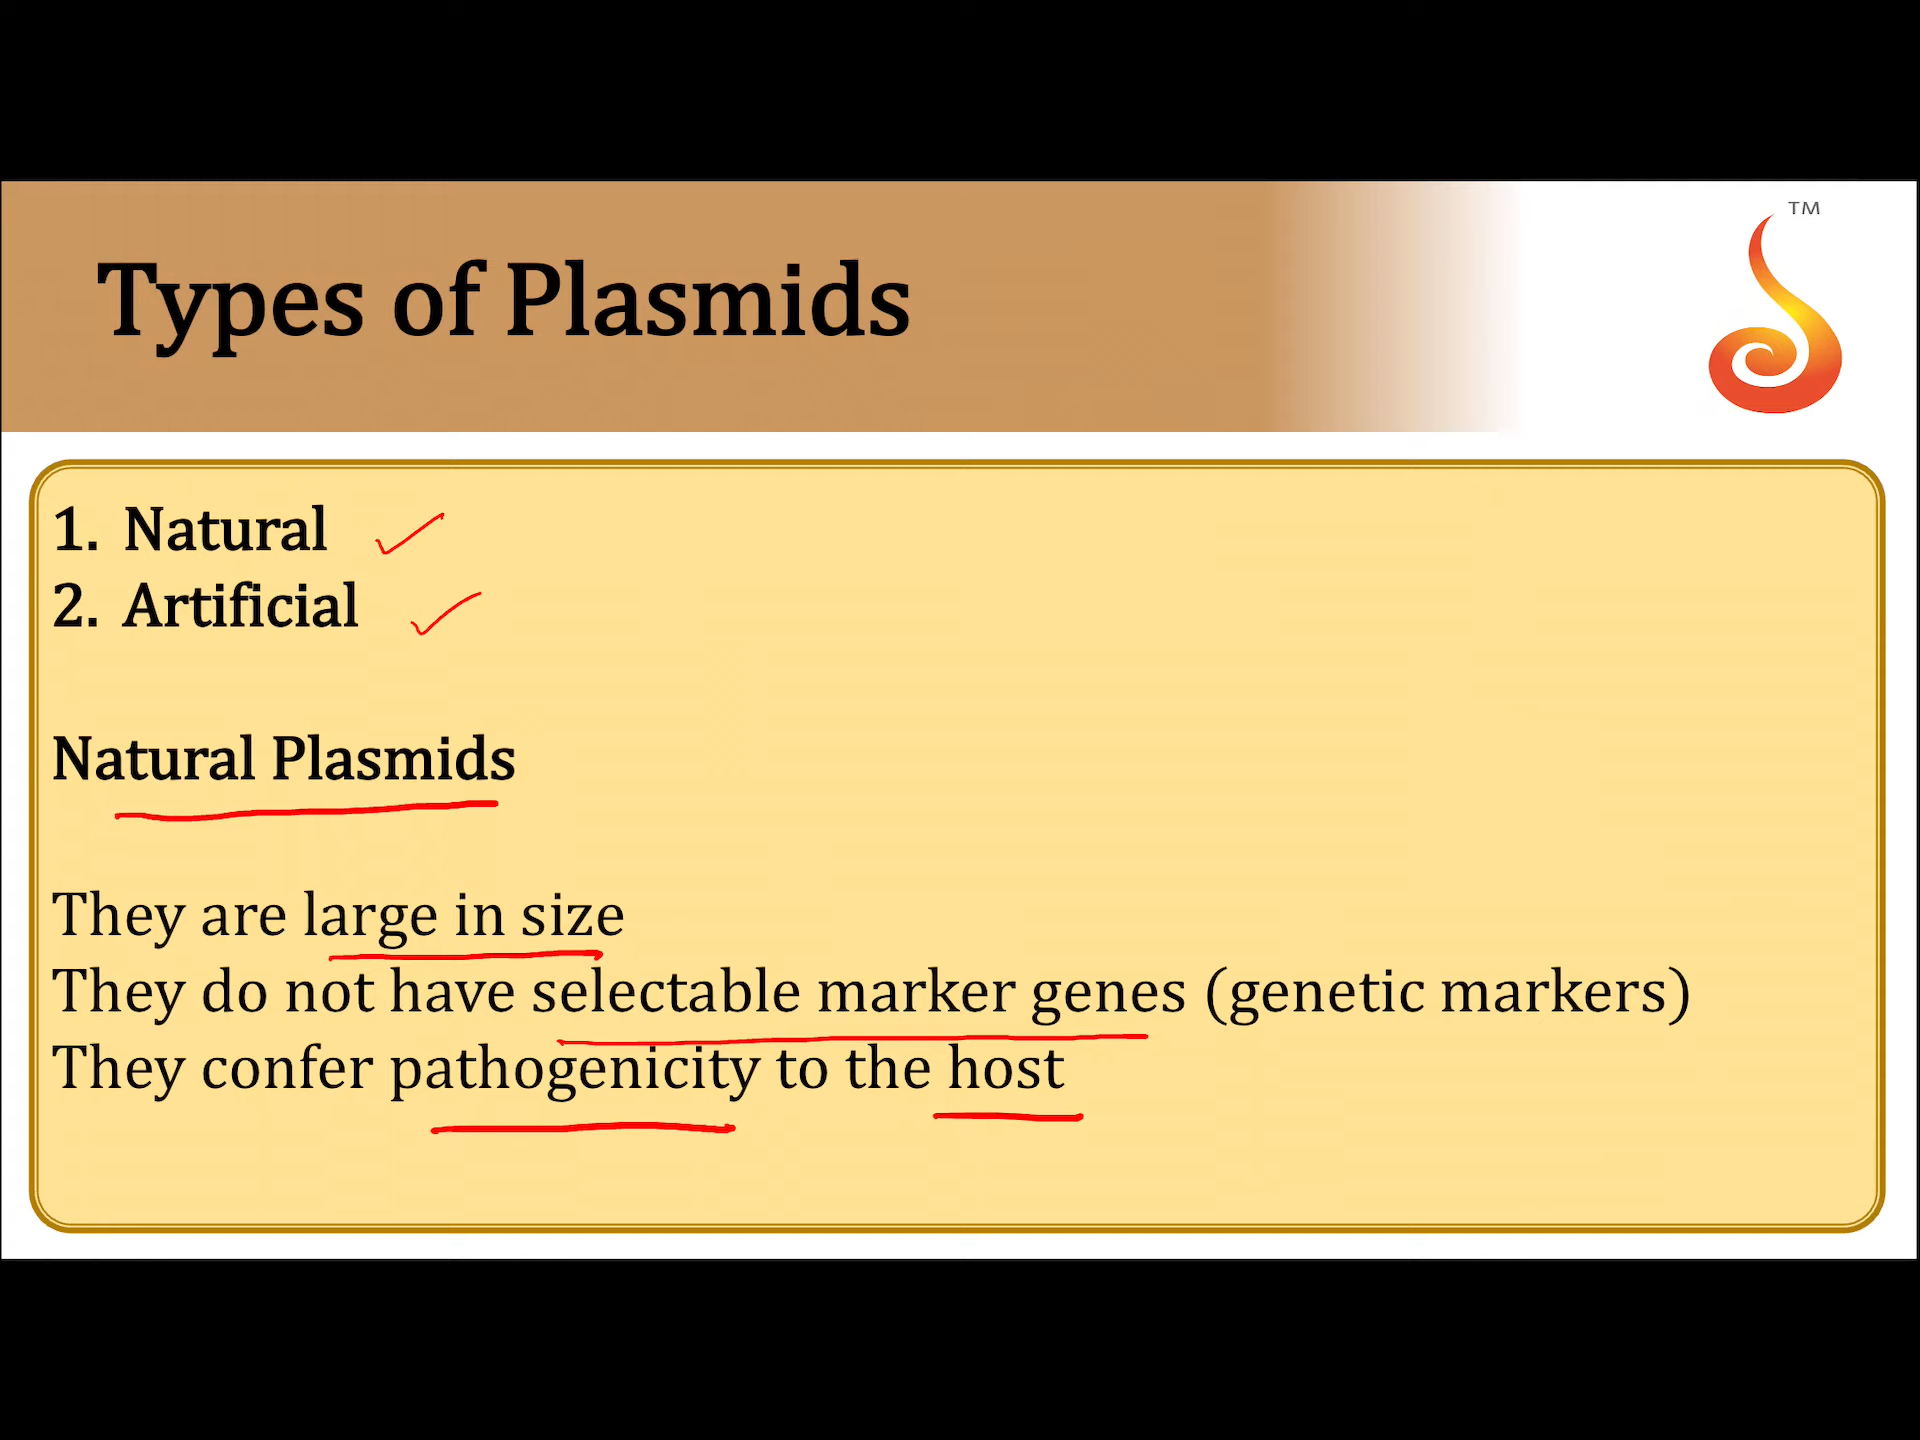 TM
Types of Plasmids
1. Natural
2. Artificial
Natural Plasmids
They are large in size
They do not have selectable marker genes (genetic markers)
They confer pathogenicity to the host